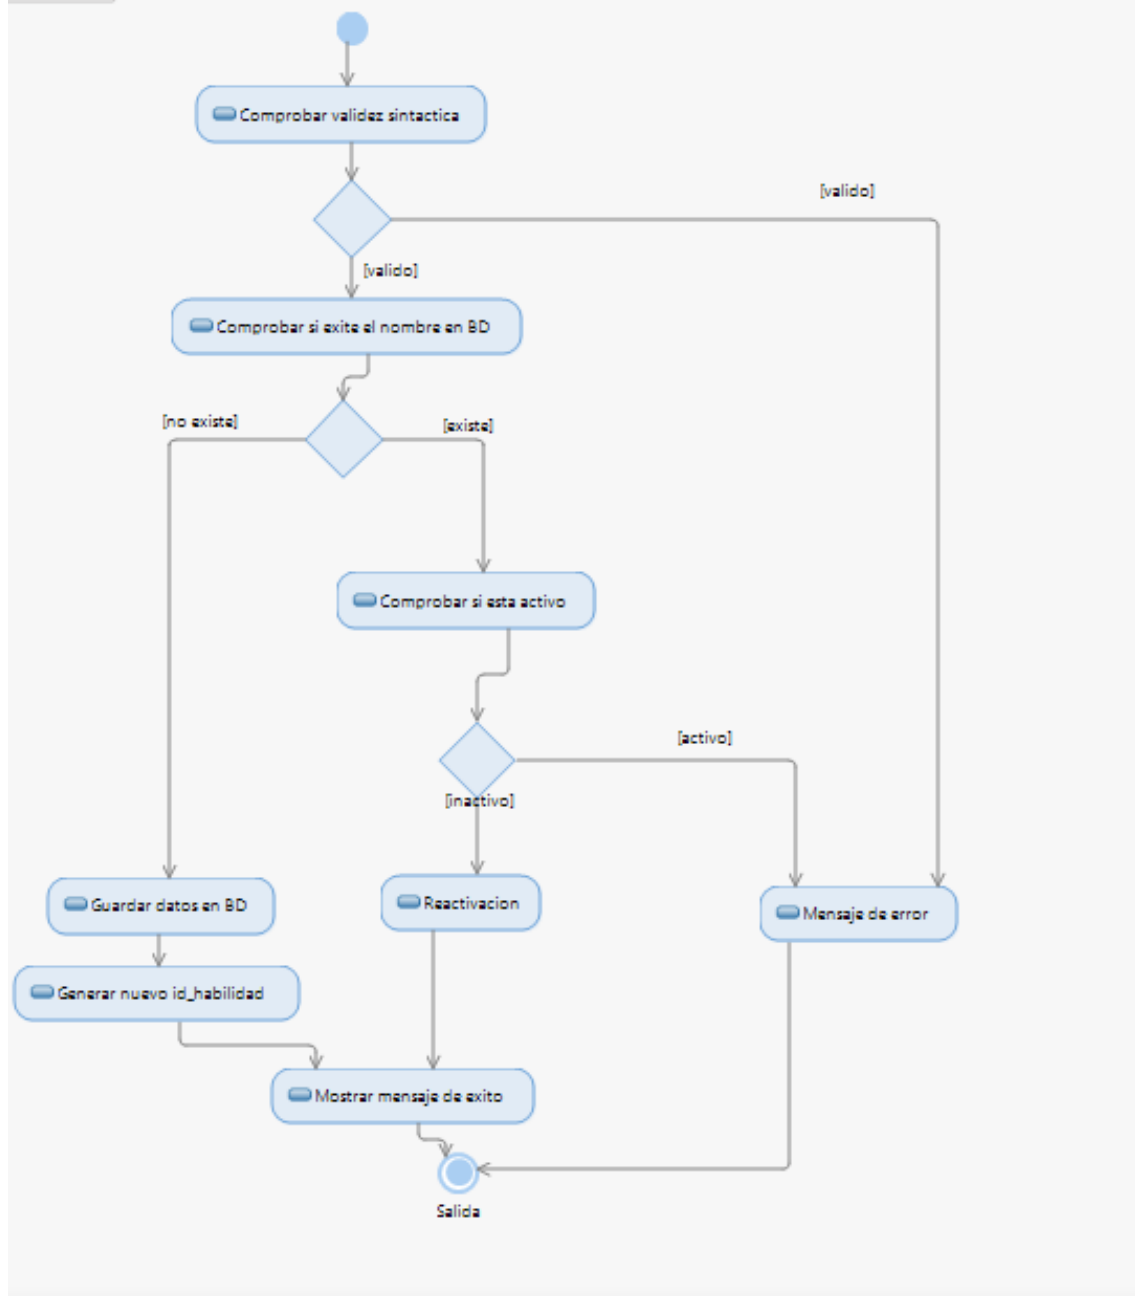 Comprobar validez sintactica
[valido]
[valido]
Comprobar si exite el nombre en BD
[no existe]
[existe]
Comprobar si esta activo
[activo]
[inactivo]
Guardar datos en BD
Reactivacion
Mensaje de error
Generar nuevo id_habilidad
Mostrar mensaje de exito
Salida